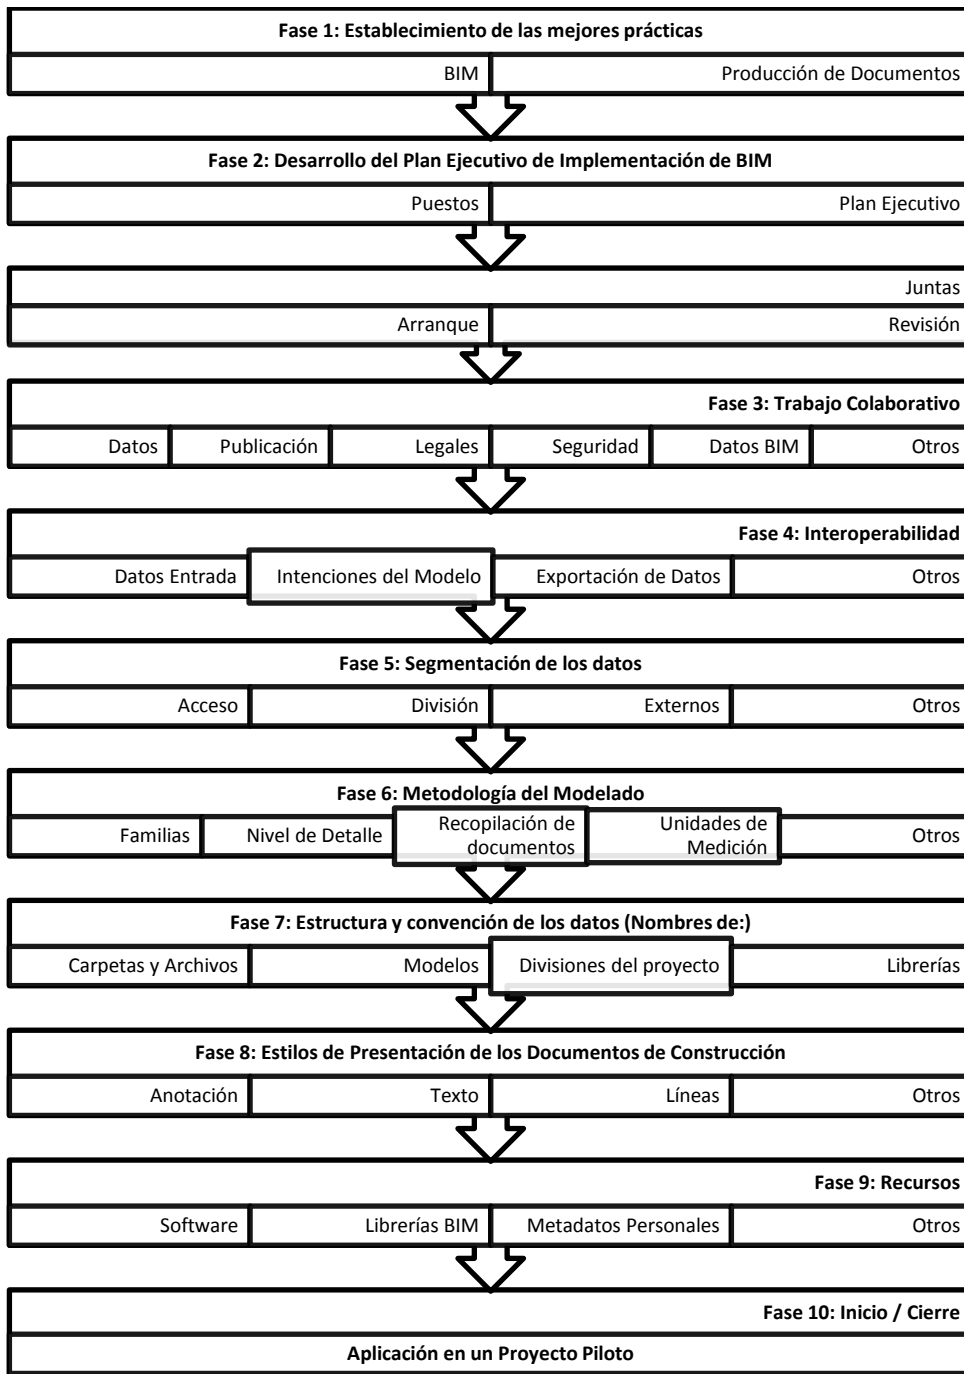 Fase 1: Establecimiento de las mejores prácticas
BIM
Producción de Documentos
Fase 2: Desarrollo del Plan Ejecutivo de Implementación de BIM
Puestos
Plan Ejecutivo
Juntas
Arranque
Revisión
Fase 3: Trabajo Colaborativo
Datos
Publicación
Legales
Seguridad
Datos BIM
Otros
Fase 4: Interoperabilidad
Datos Entrada
Intenciones del Modelo
Exportación de Datos
Otros
Fase 5: Segmentación de los datos
Acceso
División
Externos
Otros
Fase 6: Metodología del Modelado
Familias
Nivel de Detalle
Recopilación de
documentos
Unidades de
Medición
Otros
Fase 7: Estructura y convención de los datos (Nombres de:)
Carpetas y Archivos
Modelos
Divisiones del proyecto
Librerías
Fase 8: Estilos de Presentación de los Documentos de Construcción
Anotación
Texto
Líneas
Otros
Fase 9: Recursos
Software
Librerías BIM
Metadatos Personales
Otros
Fase 10: Inicio / Cierre
Aplicación en un Proyecto Piloto